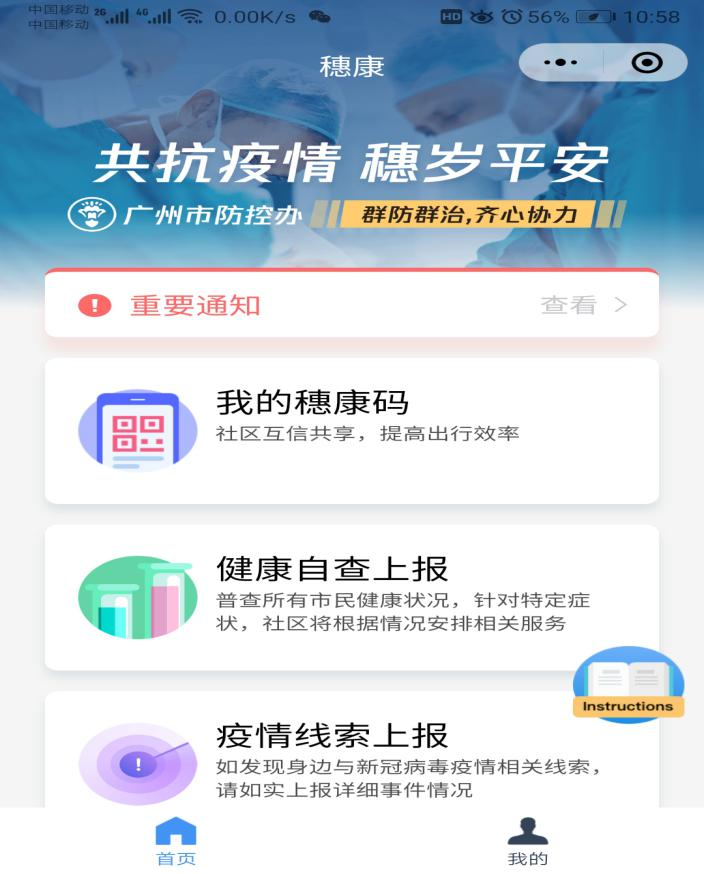 中国移动 2G 4G 0.00K/s HD 56% 10:58
中国移动
穗康
共抗疫情 穗岁平安
广州市防控办 群防群治,齐心协力
重要通知 查看
我的穗康码
社区互信共享，提高出行效率
健康自查上报
普查所有市民健康状况，针对特定症
状，社区将根据情况安排相关服务
Instructions
疫情线索上报
如发现身边与新冠病毒疫情相关线索，
请如实上报详细事件情况
首页 我的